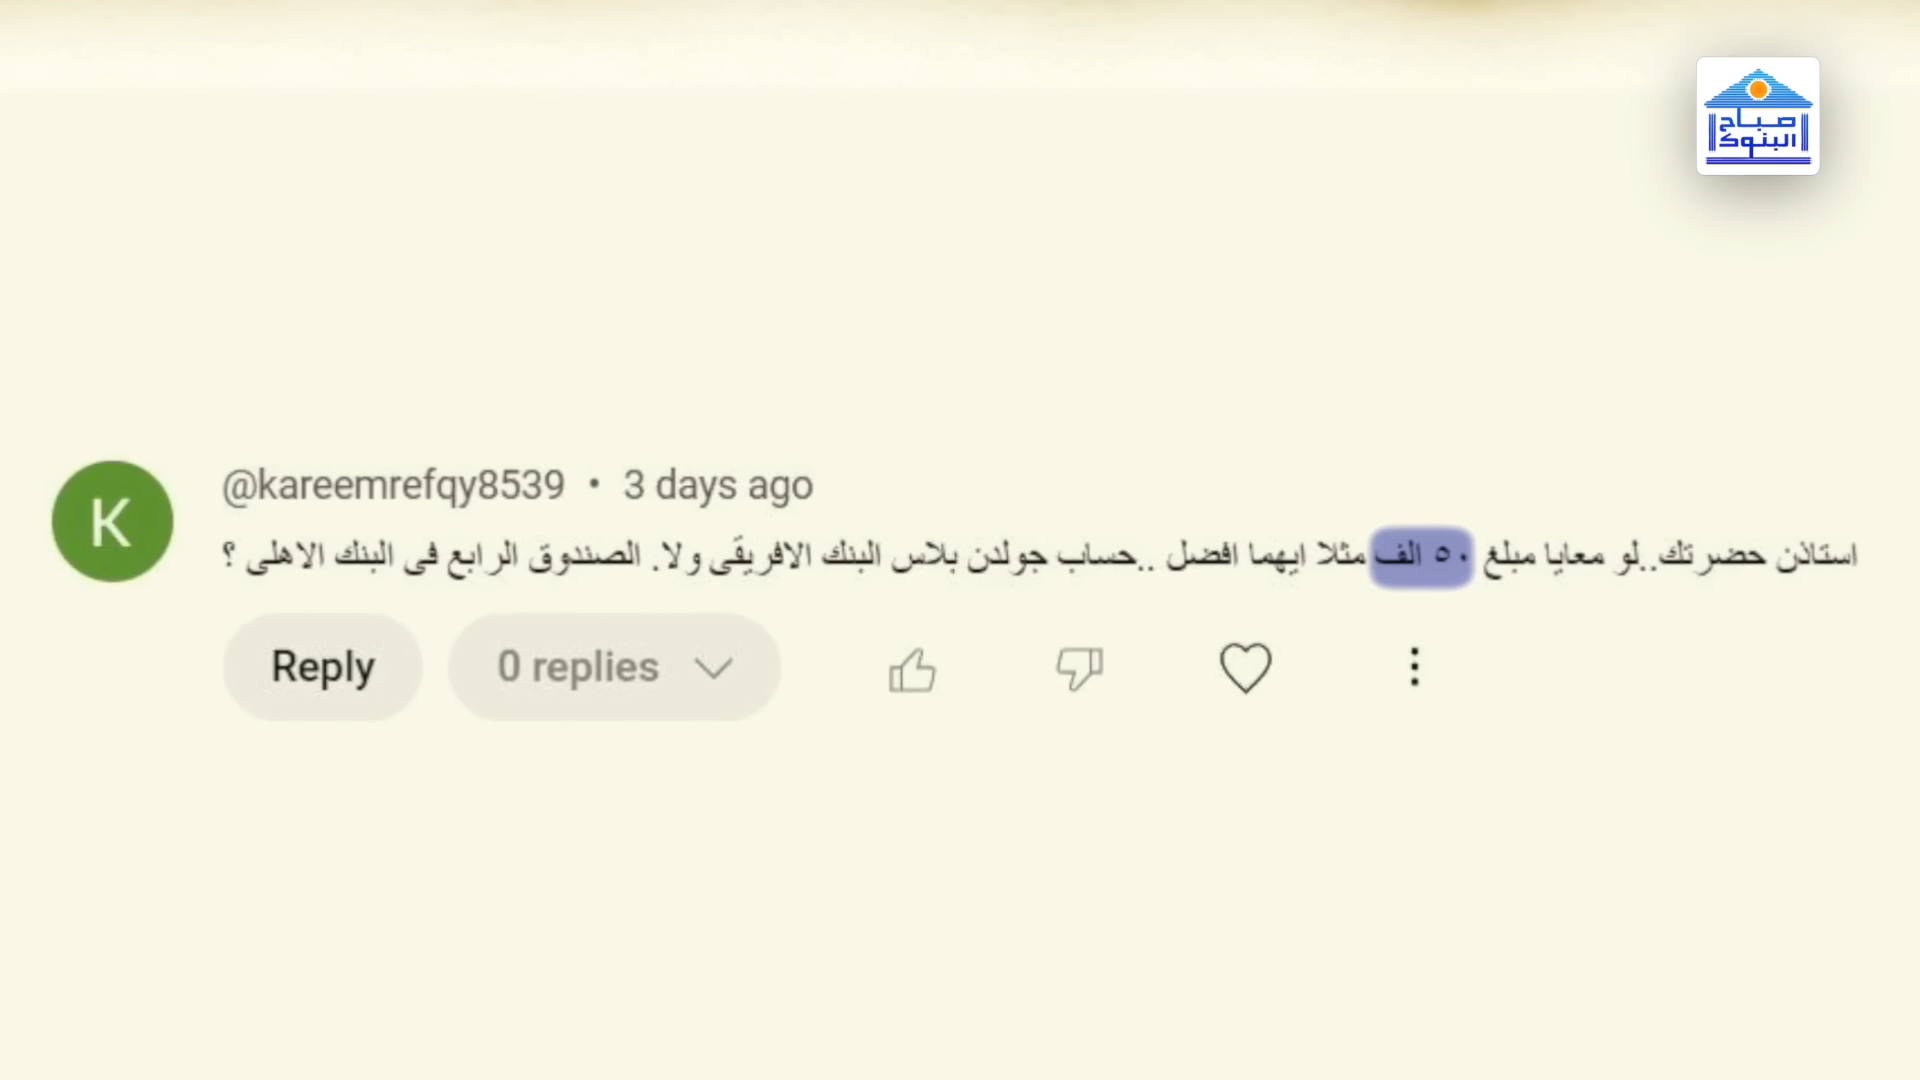 صباح
البنوك
@kareemrefqy8539 • 3 days ago
استاذن حضرتك..لو معايا مبلغ ٥٠ الف مثلا ايهما افضل ..حساب جولدن بلاس البنك الافريقَى ولا. الصندوق الرابع فى البنك الاهلى ؟
Reply
0 replies
K